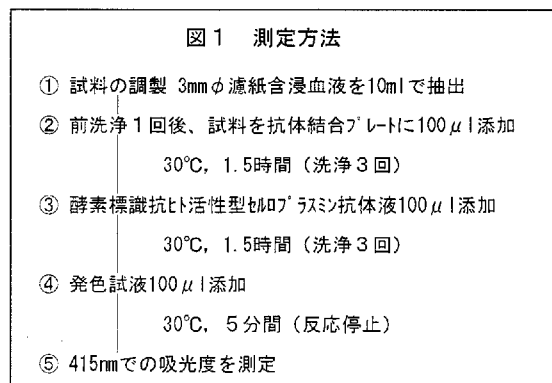 図1 測定方法
① 試料の調製 3mmφ濾紙含浸血液を10mlで抽出
② 前洗浄1回後、試料を抗体結合プレートに100μl添加
30℃, 1.5時間(洗浄3回)
③ 酵素標識抗ヒト活性型セルロプラスミン抗体液100μl添加
30℃, 1.5時間(洗浄3回)
④ 発色試液100μl添加
30℃, 5分間(反応停止)
⑤ 415nmでの吸光度を測定